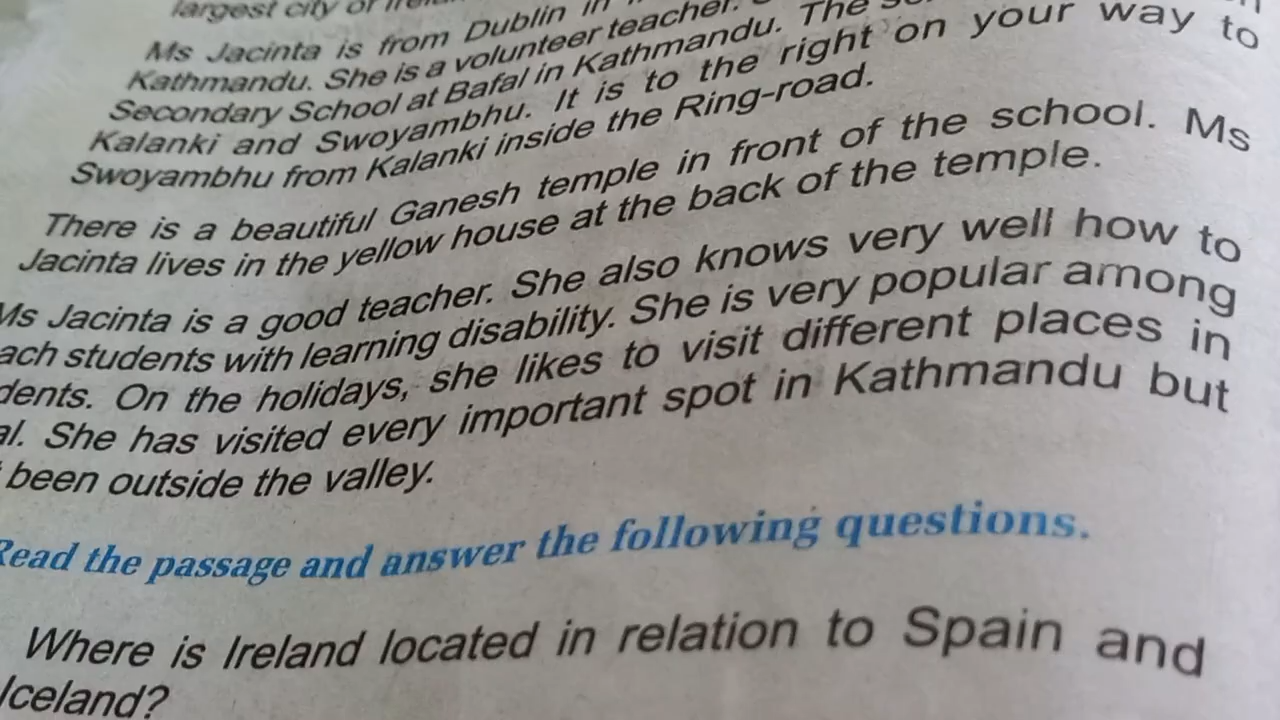 largest city of
Ms Jacinta is from Dublin in
Kathmandu. She is a volunteer teacher.
Secondary School at Bafal in Kathmandu. The
Kalanki and Swoyambhu. It is to the right on your way to
Swoyambhu from Kalanki inside the Ring-road.
There is a beautiful Ganesh temple in front of the school. Ms
Jacinta lives in the yellow house at the back of the temple.
Ms Jacinta is a good teacher. She also knows very well how to
ach students with learning disability. She is very popular among
dents. On the holidays, she likes to visit different places in
al. She has visited every important spot in Kathmandu but
been outside the valley.
Read the passage and answer the following questions.
Where is Ireland located in relation to Spain and
Iceland?